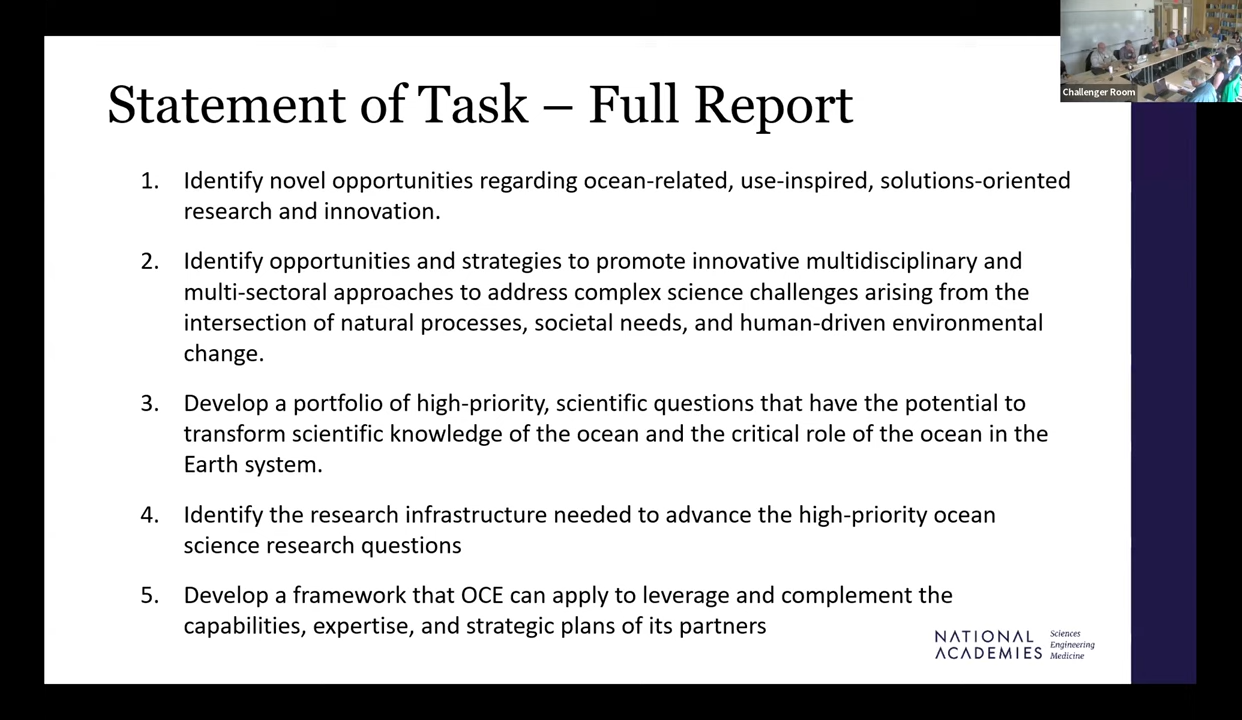 Challenger Room
Statement of Task – Full Report
1. Identify novel opportunities regarding ocean-related, use-inspired, solutions-oriented
research and innovation.
2. Identify opportunities and strategies to promote innovative multidisciplinary and
multi-sectoral approaches to address complex science challenges arising from the
intersection of natural processes, societal needs, and human-driven environmental
change.
3. Develop a portfolio of high-priority, scientific questions that have the potential to
transform scientific knowledge of the ocean and the critical role of the ocean in the
Earth system.
4. Identify the research infrastructure needed to advance the high-priority ocean
science research questions
5. Develop a framework that OCE can apply to leverage and complement the
capabilities, expertise, and strategic plans of its partners
NATIONAL
ACADEMIES
Sciences
Engineering
Medicine